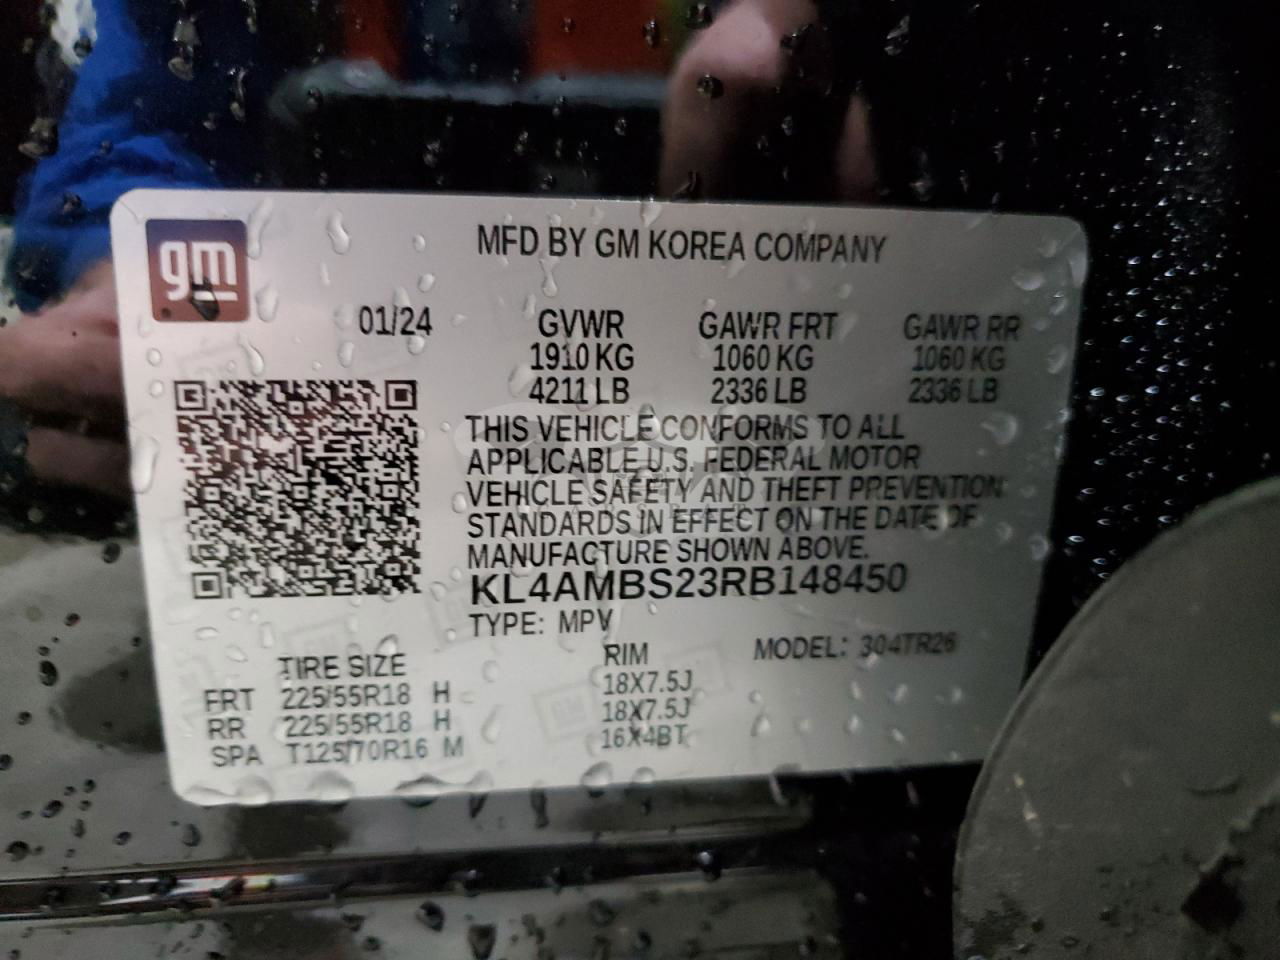 gm
MFD BY GM KOREA COMPANY
01/24 GVWR GAWR FRT GAWR RR
1910 KG 1060 KG 1060 KG
4211 LB 2336 LB 2336 LB
THIS VEHICLE CONFORMS TO ALL
APPLICABLE U.S. FEDERAL MOTOR
VEHICLE SAFETY AND THEFT PREVENTION
STANDARDS IN EFFECT ON THE DATE OF
MANUFACTURE SHOWN ABOVE.
KL4AMBS23RB148450
TYPE: MPV
TIRE SIZE RIM MODEL: 304TR26
FRT 225/55R18 H 18X7.5J
RR 225/55R18 H 18X7.5J
SPA T125/70R16 M 16X4BT